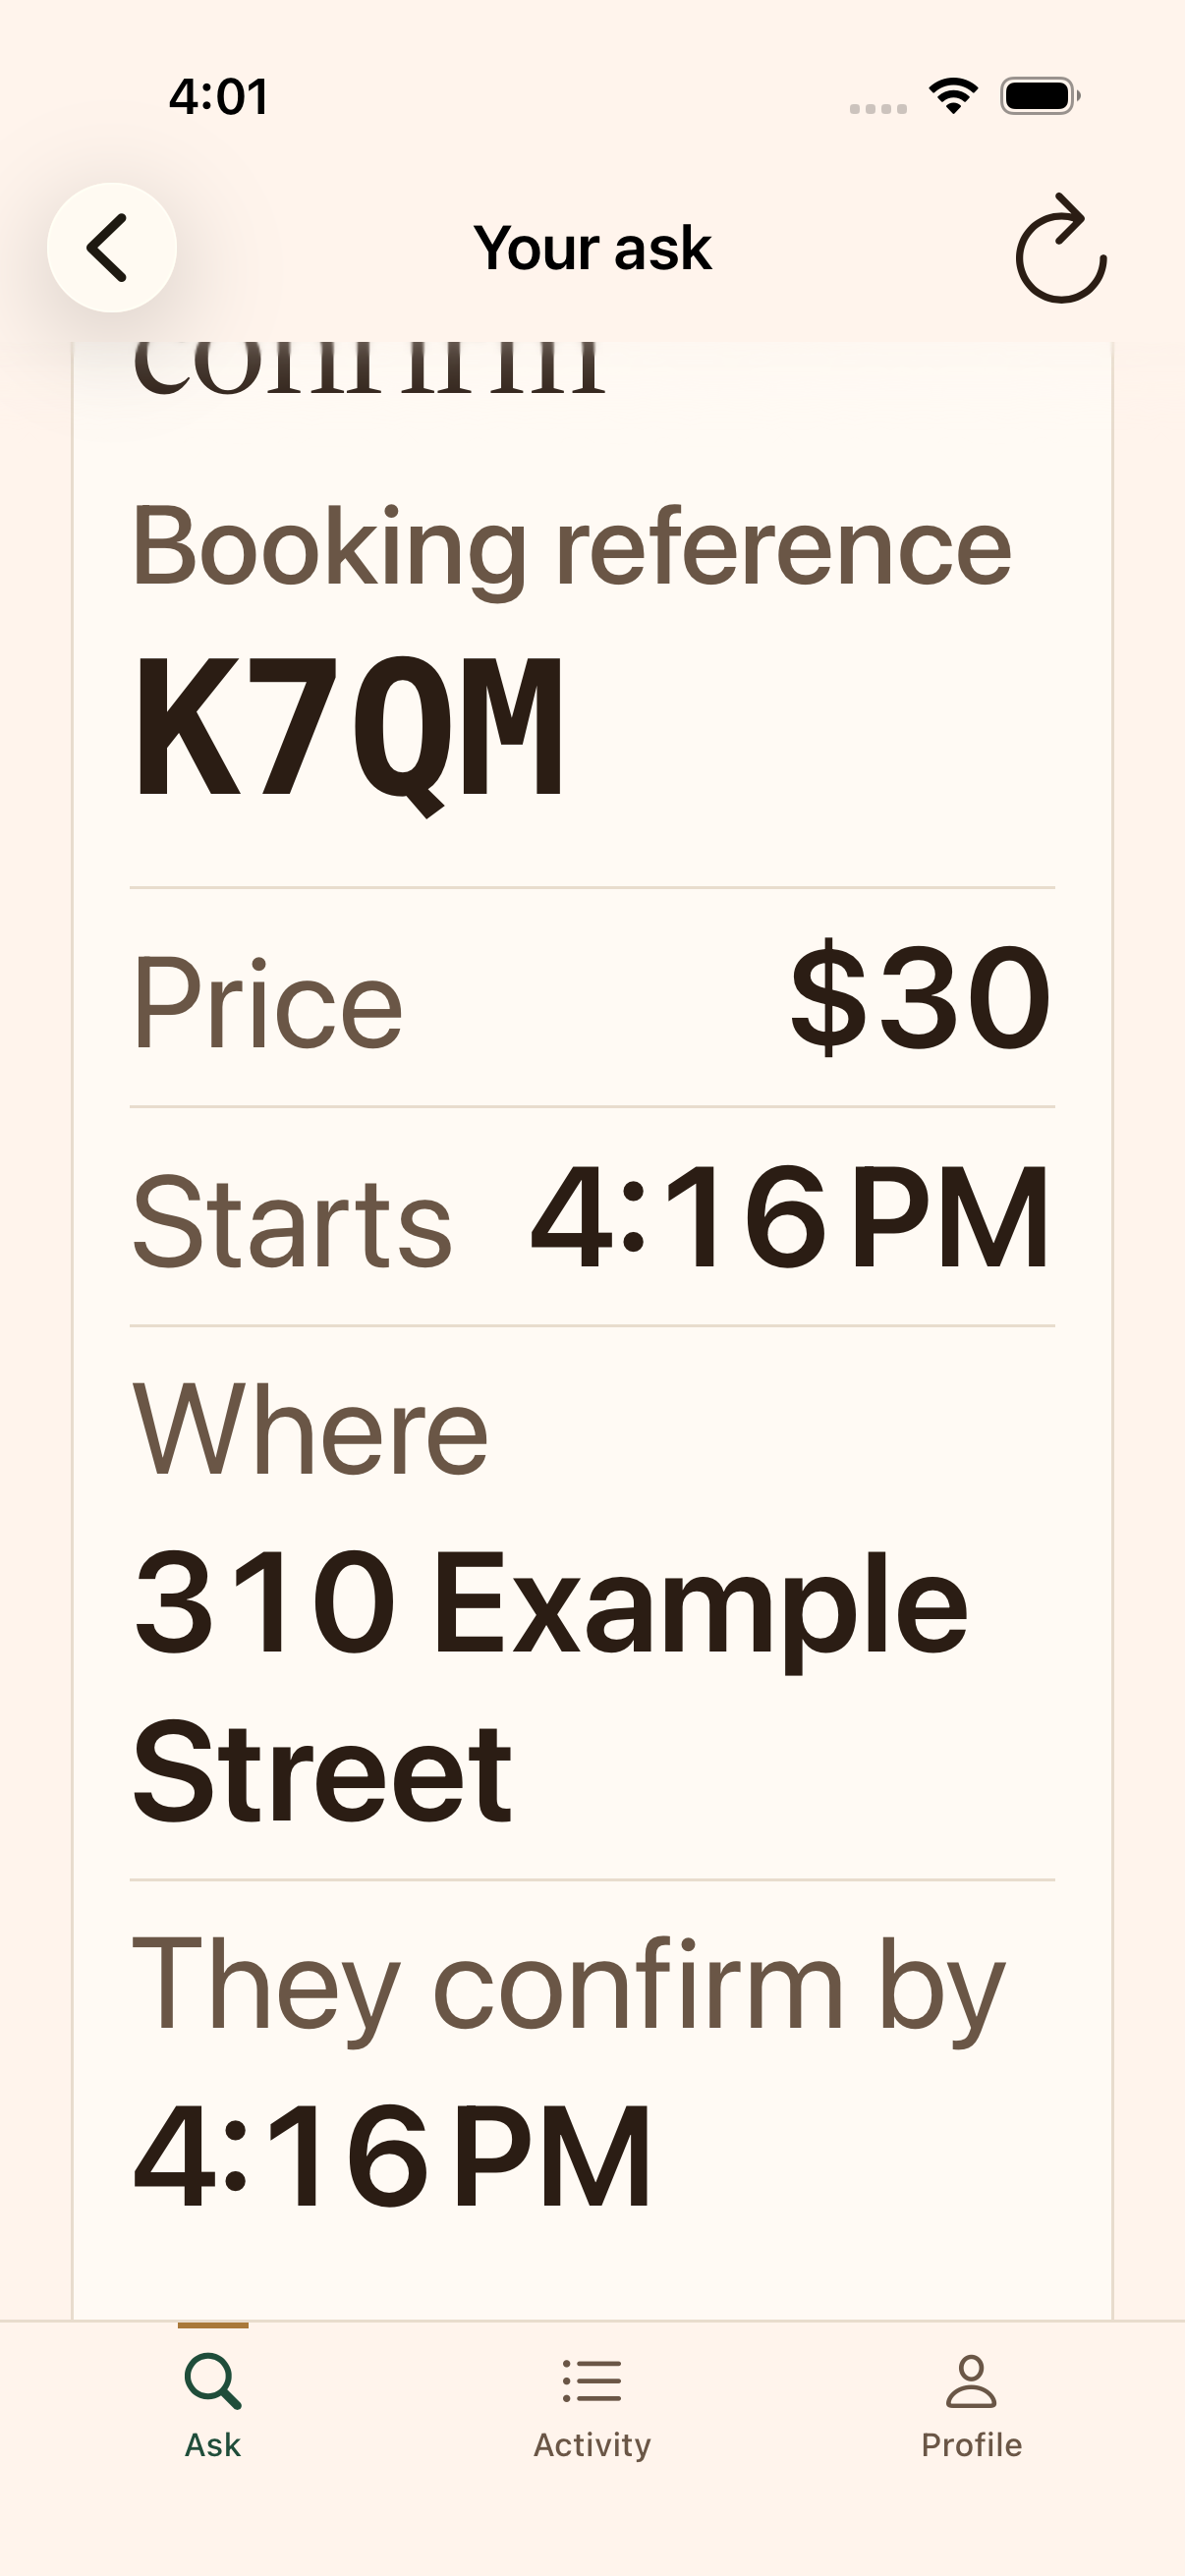 4:01
Your ask
confirm
Booking reference
K7QM
Price $30
Starts 4:16 PM
Where
310 Example
Street
They confirm by
4:16 PM
Ask Activity Profile